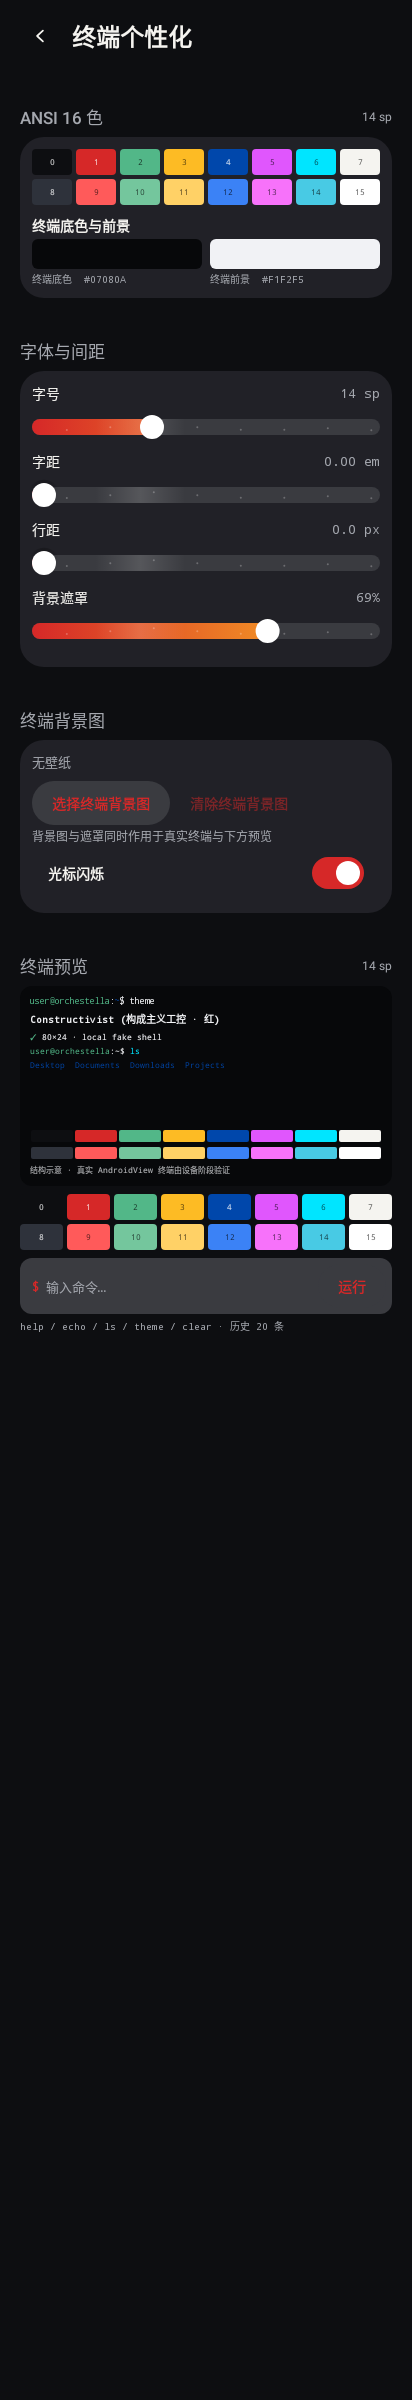 终端个性化
ANSI 16 色 14 sp
0 1 2 3 4 5 6 7
8 9 10 11 12 13 14 15
终端底色与前景
终端底色 #07080A 终端前景 #F1F2F5
字体与间距
字号 14 sp
字距 0.00 em
行距 0.0 px
背景遮罩 69%
终端背景图
无壁纸
选择终端背景图 清除终端背景图
背景图与遮罩同时作用于真实终端与下方预览
光标闪烁
终端预览 14 sp
user@orchestella:~$ theme
Constructivist (构成主义工控 · 红)
✓ 80×24 · local fake shell
user@orchestella:~$ ls
Desktop Documents Downloads Projects
结构示意 · 真实 AndroidView 终端由设备阶段验证
0 1 2 3 4 5 6 7
8 9 10 11 12 13 14 15
$ 输入命令… 运行
help / echo / ls / theme / clear · 历史 20 条